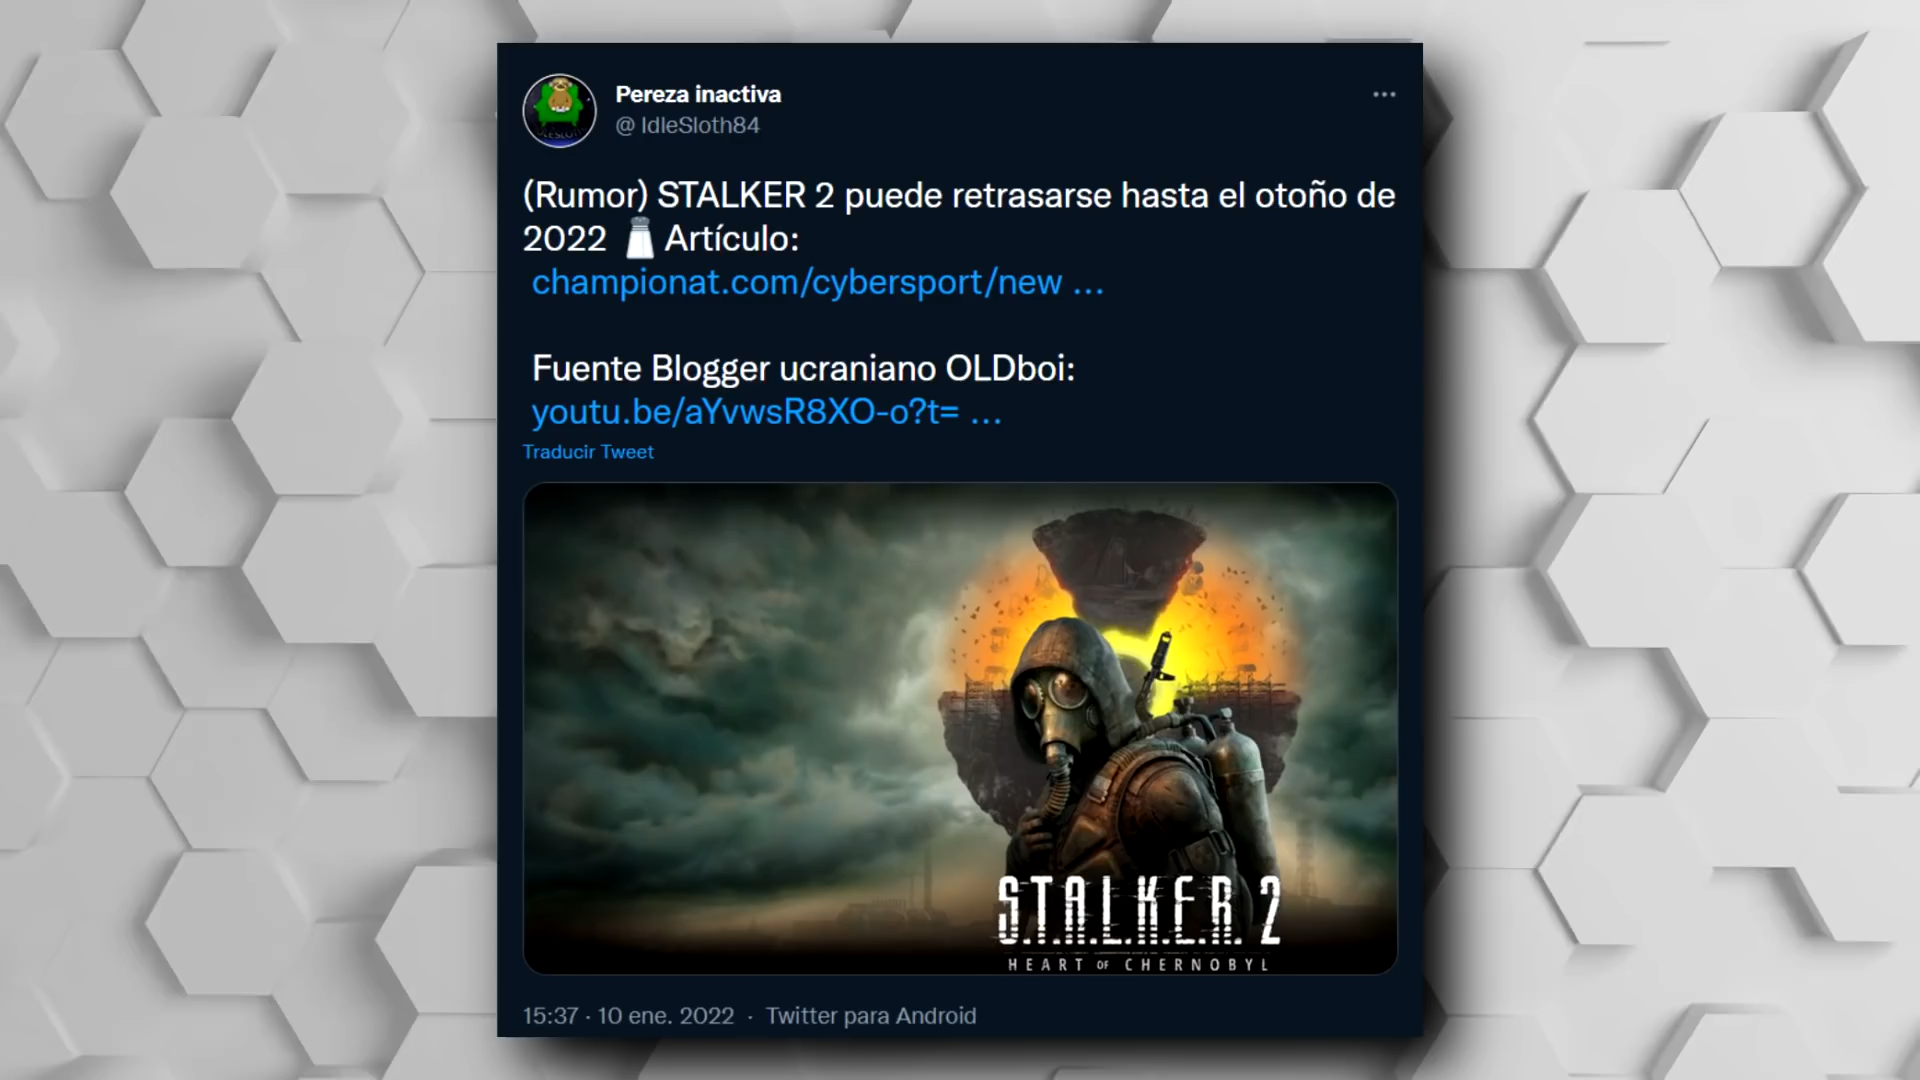 Pereza inactiva
@ IdleSloth84
(Rumor) STALKER 2 puede retrasarse hasta el otoño de
2022 🧂 Artículo:
championat.com/cybersport/new ...
Fuente Blogger ucraniano OLDboi:
youtu.be/aYvwsR8XO-o?t= ...
Traducir Tweet
S.T.A.L.K.E.R. 2
HEART OF CHERNOBYL
15:37 · 10 ene. 2022 · Twitter para Android